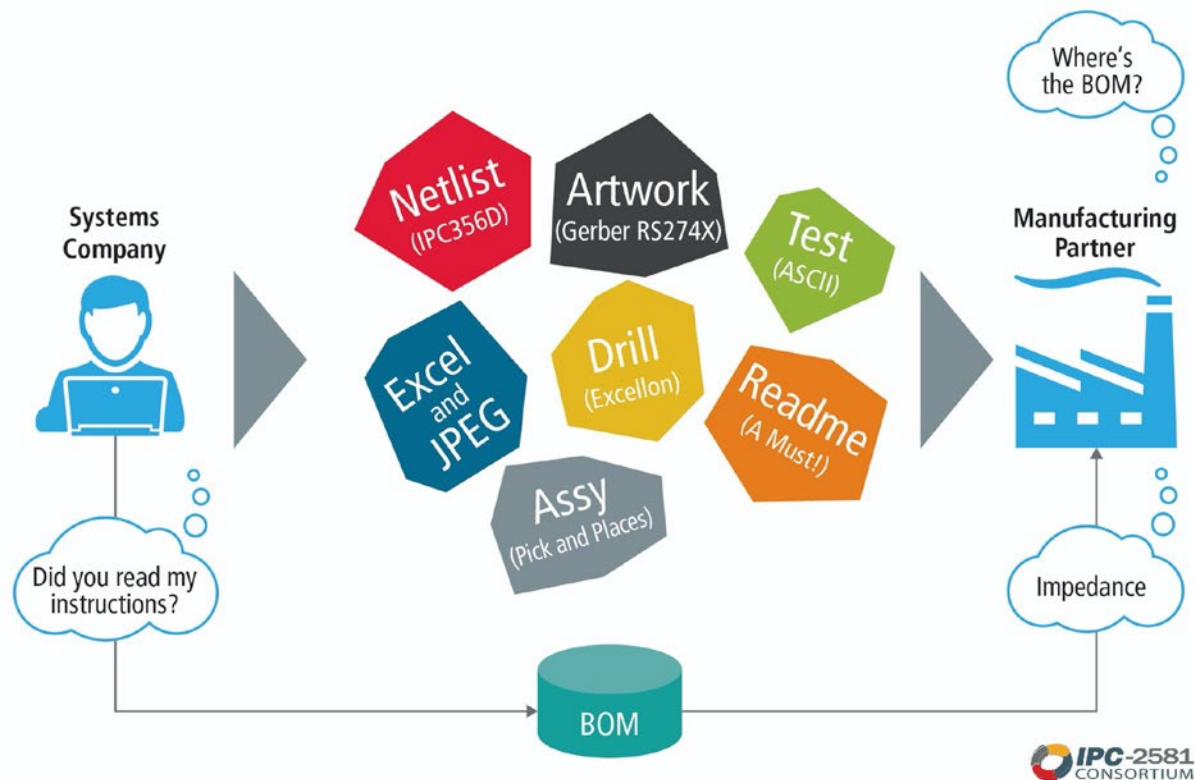 Where's
the BOM?
Systems
Company
Netlist
(IPC356D)
Artwork
(Gerber RS274X)
Test
(ASCII)
Manufacturing
Partner
Excel
and
JPEG
Drill
(Excellon)
Readme
(A Must!)
Assy
(Pick and Places)
Did you read my
instructions?
Impedance
BOM
IPC-2581
CONSORTIUM